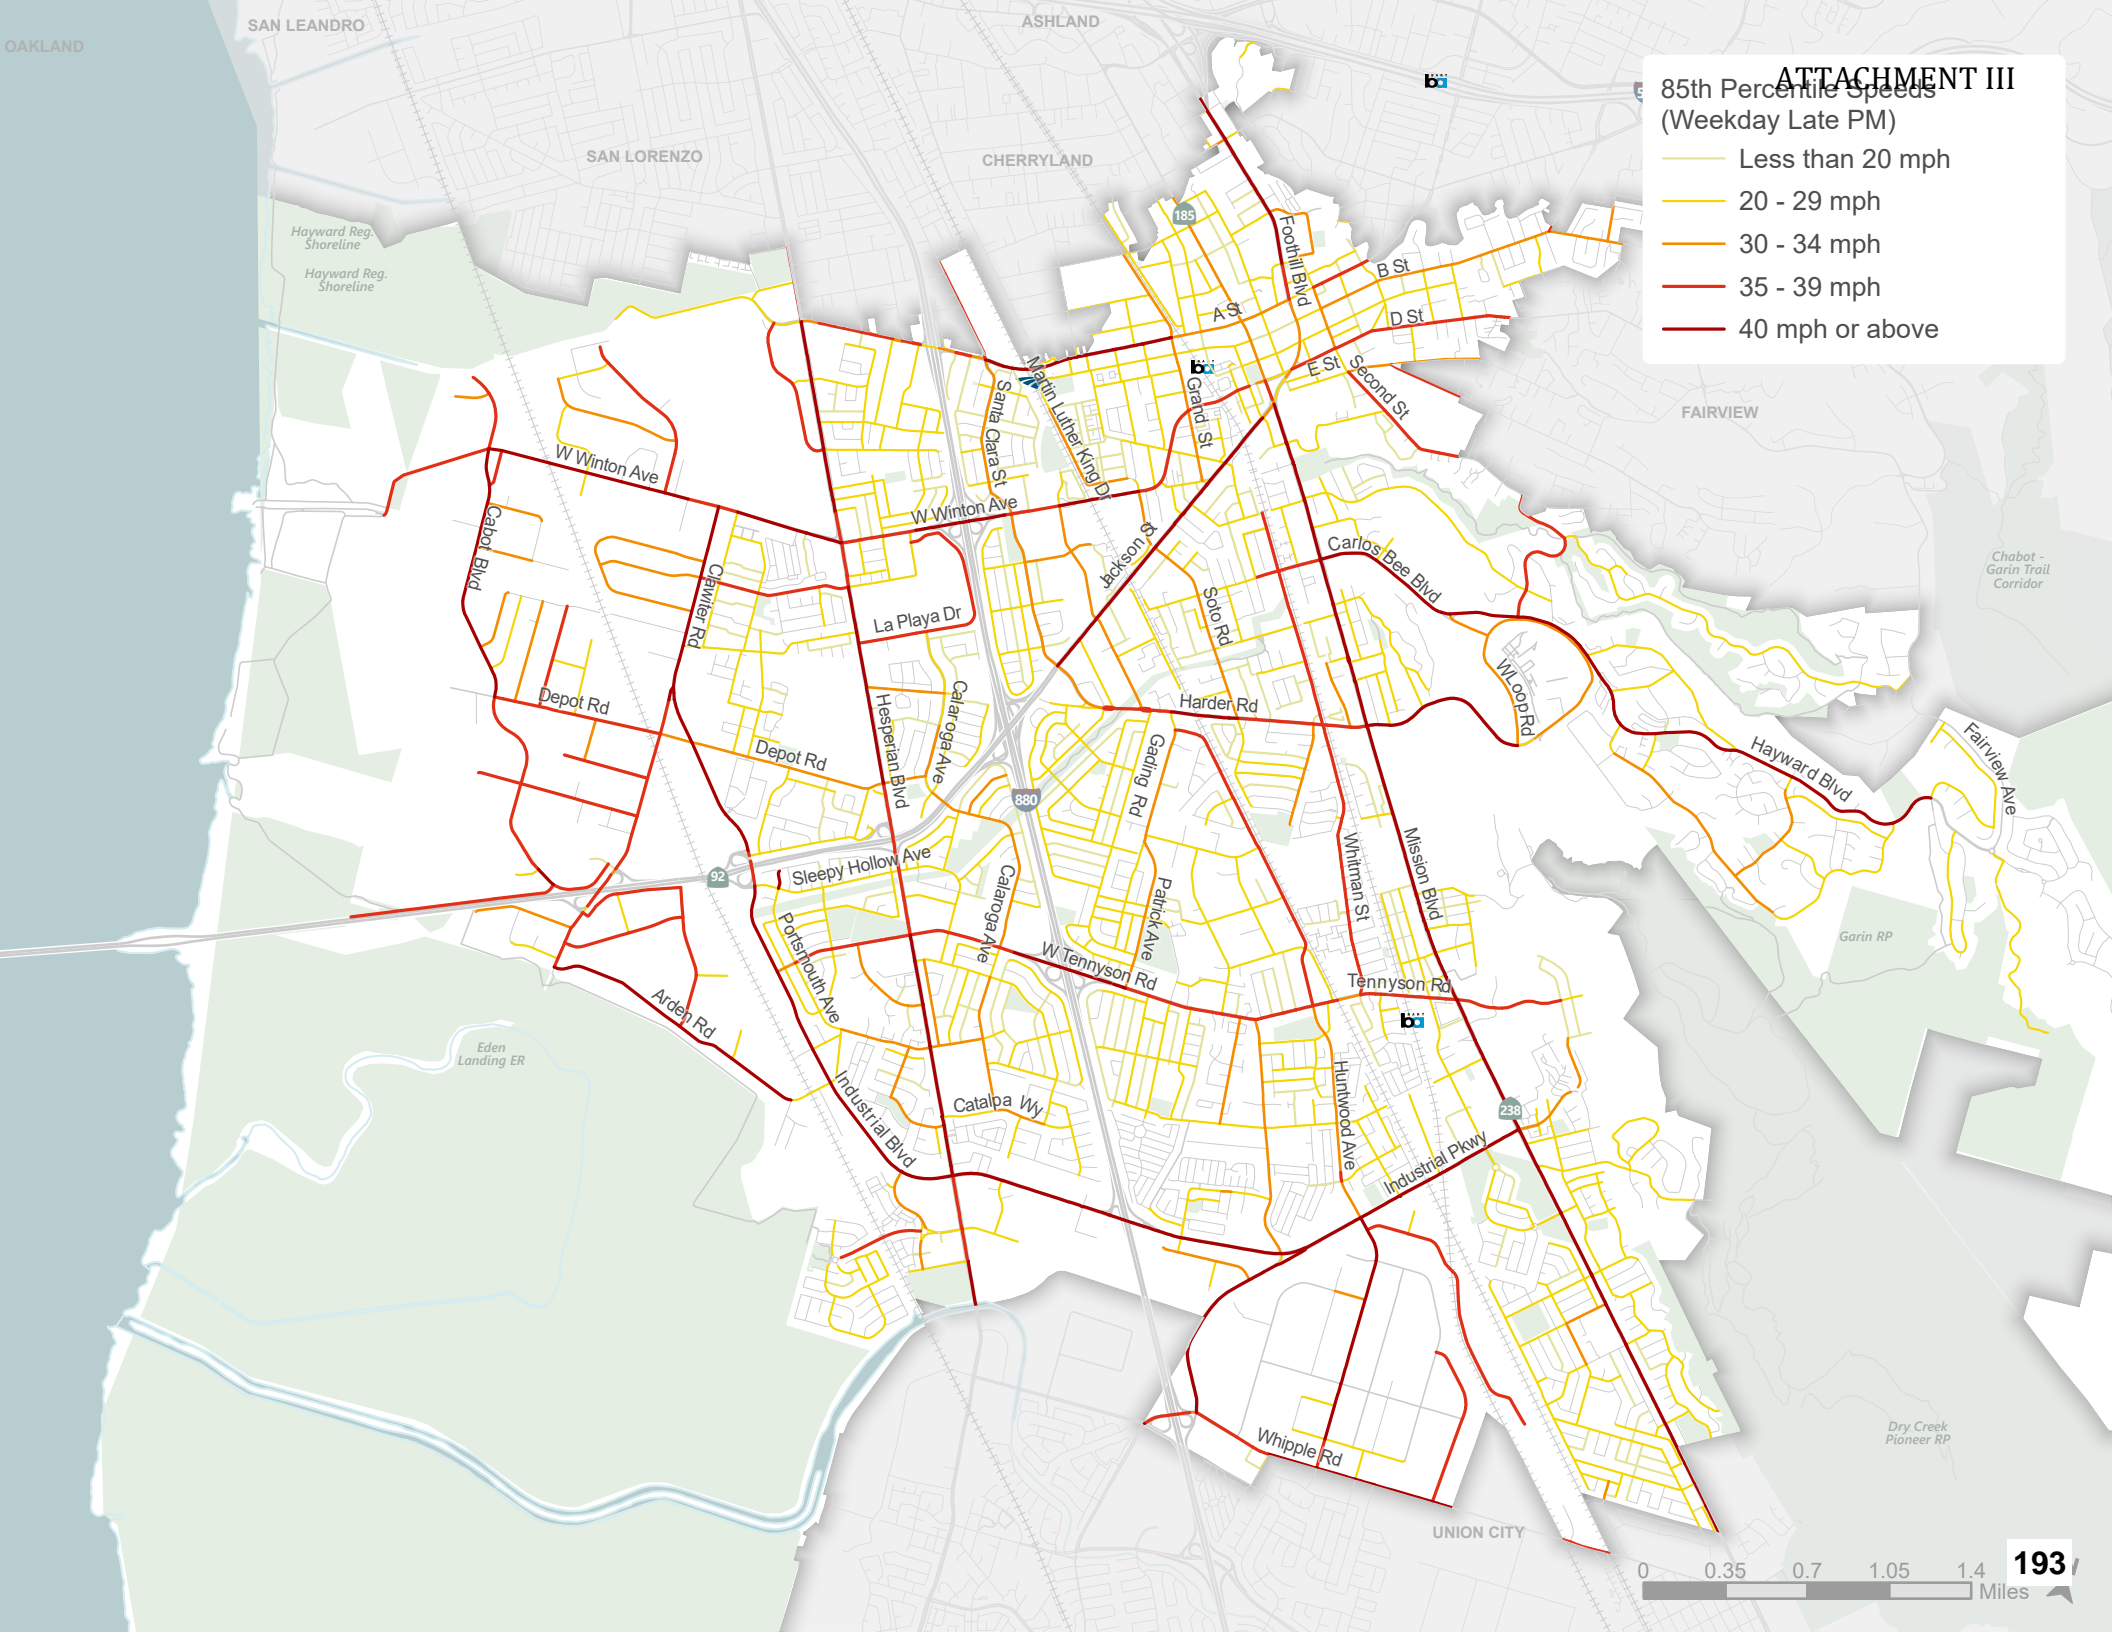 SAN LEANDRO
ASHLAND
OAKLAND
ATTACHMENT III
85th Percentile Speeds
(Weekday Late PM)
Less than 20 mph
20 - 29 mph
30 - 34 mph
35 - 39 mph
40 mph or above
SAN LORENZO
CHERRYLAND
185
Hayward Reg.
Shoreline
Hayward Reg.
Shoreline
Foothill Blvd
B St
A St
D St
E St
Second St
ba
ba
Martin Luther King Dr
Santa Clara St
Grand St
FAIRVIEW
W Winton Ave
W Winton Ave
Cabot Blvd
Clawiter Rd
Jackson St
Carlos Bee Blvd
Chabot -
Garin Trail
Corridor
La Playa Dr
Soto Rd
W Loop Rd
Depot Rd
Depot Rd
Hesperian Blvd
Calaroga Ave
Harder Rd
Gading Rd
Hayward Blvd
Fairview Ave
880
92
Sleepy Hollow Ave
Whitman St
Mission Blvd
Calaroga Ave
Patrick Ave
Portsmouth Ave
W Tennyson Rd
Tennyson Rd
Garin RP
Arden Rd
ba
Eden
Landing ER
Industrial Blvd
Catalpa Wy
Huntwood Ave
238
Industrial Pkwy
Whipple Rd
Dry Creek
Pioneer RP
UNION CITY
0 0.35 0.7 1.05 1.4
Miles
193